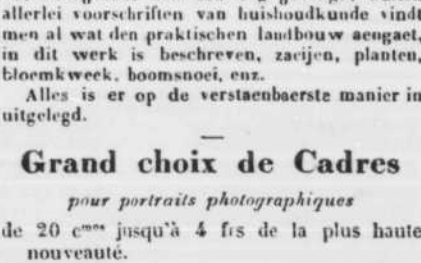 allerlei voorschriften van huishoudkunde vindt
men al wat den praktischen landbouw aengaet,
in dit werk is beschreven, zaeijen, planten,
bloemkweek, boomsnoei, enz.
Alles is er op de verstaenbaerste manier in
uitgelegd.
Grand choix de Cadres
pour portraits photographiques
de 20 cmes jusqu'à 4 frs de la plus haute
nouveauté.